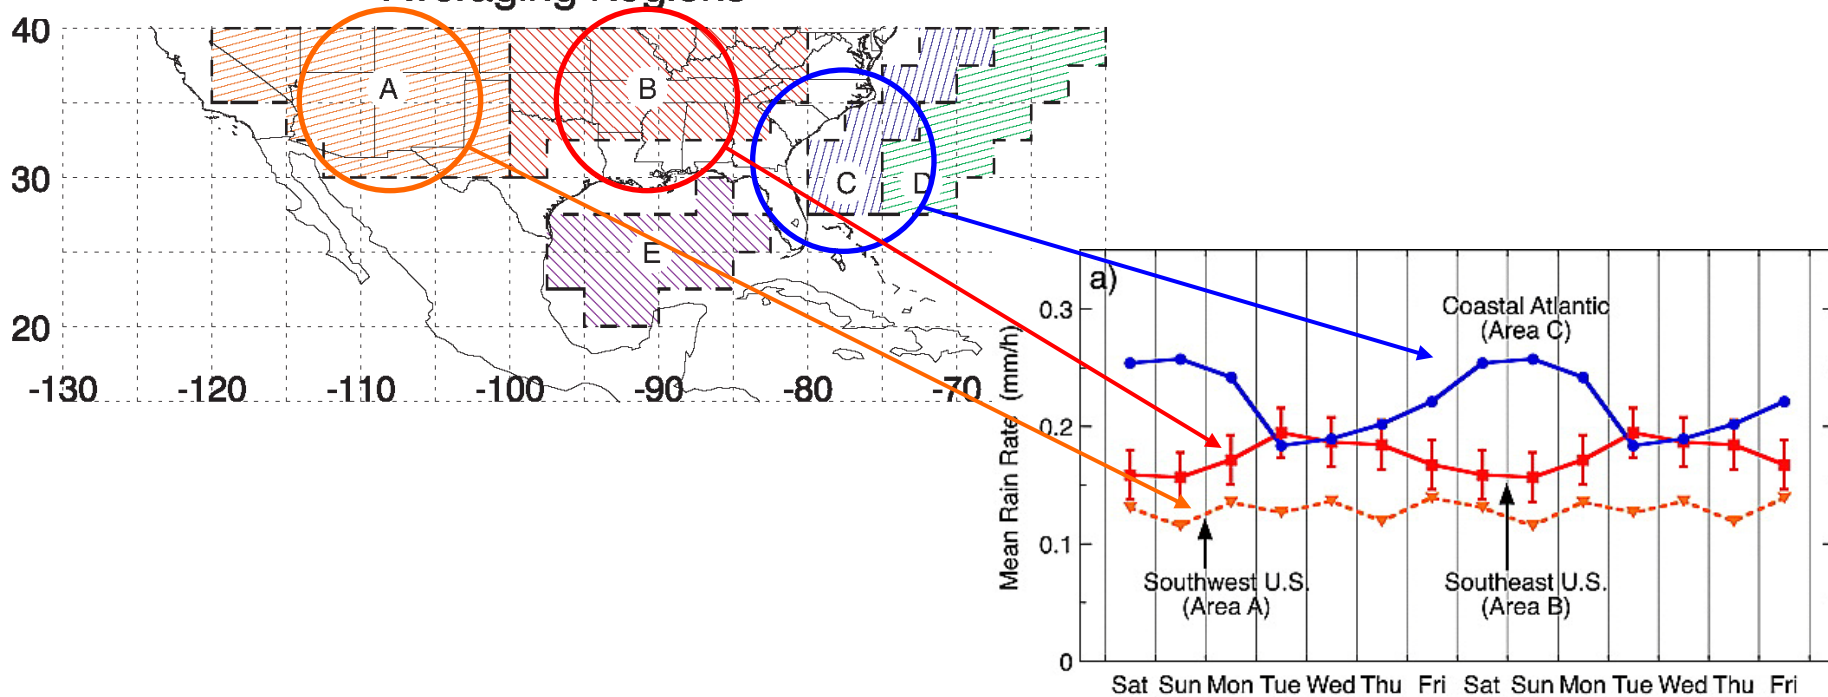 Averaging Regions
40
30
20
-130 -120 -110 -100 -90 -80 -70
A
B
C
D
E
a)
0.3
0.2
0.1
0
Mean Rain Rate (mm/h)
Coastal Atlantic
(Area C)
Southwest U.S.
(Area A)
Southeast U.S.
(Area B)
Sat Sun Mon Tue Wed Thu Fri Sat Sun Mon Tue Wed Thu Fri